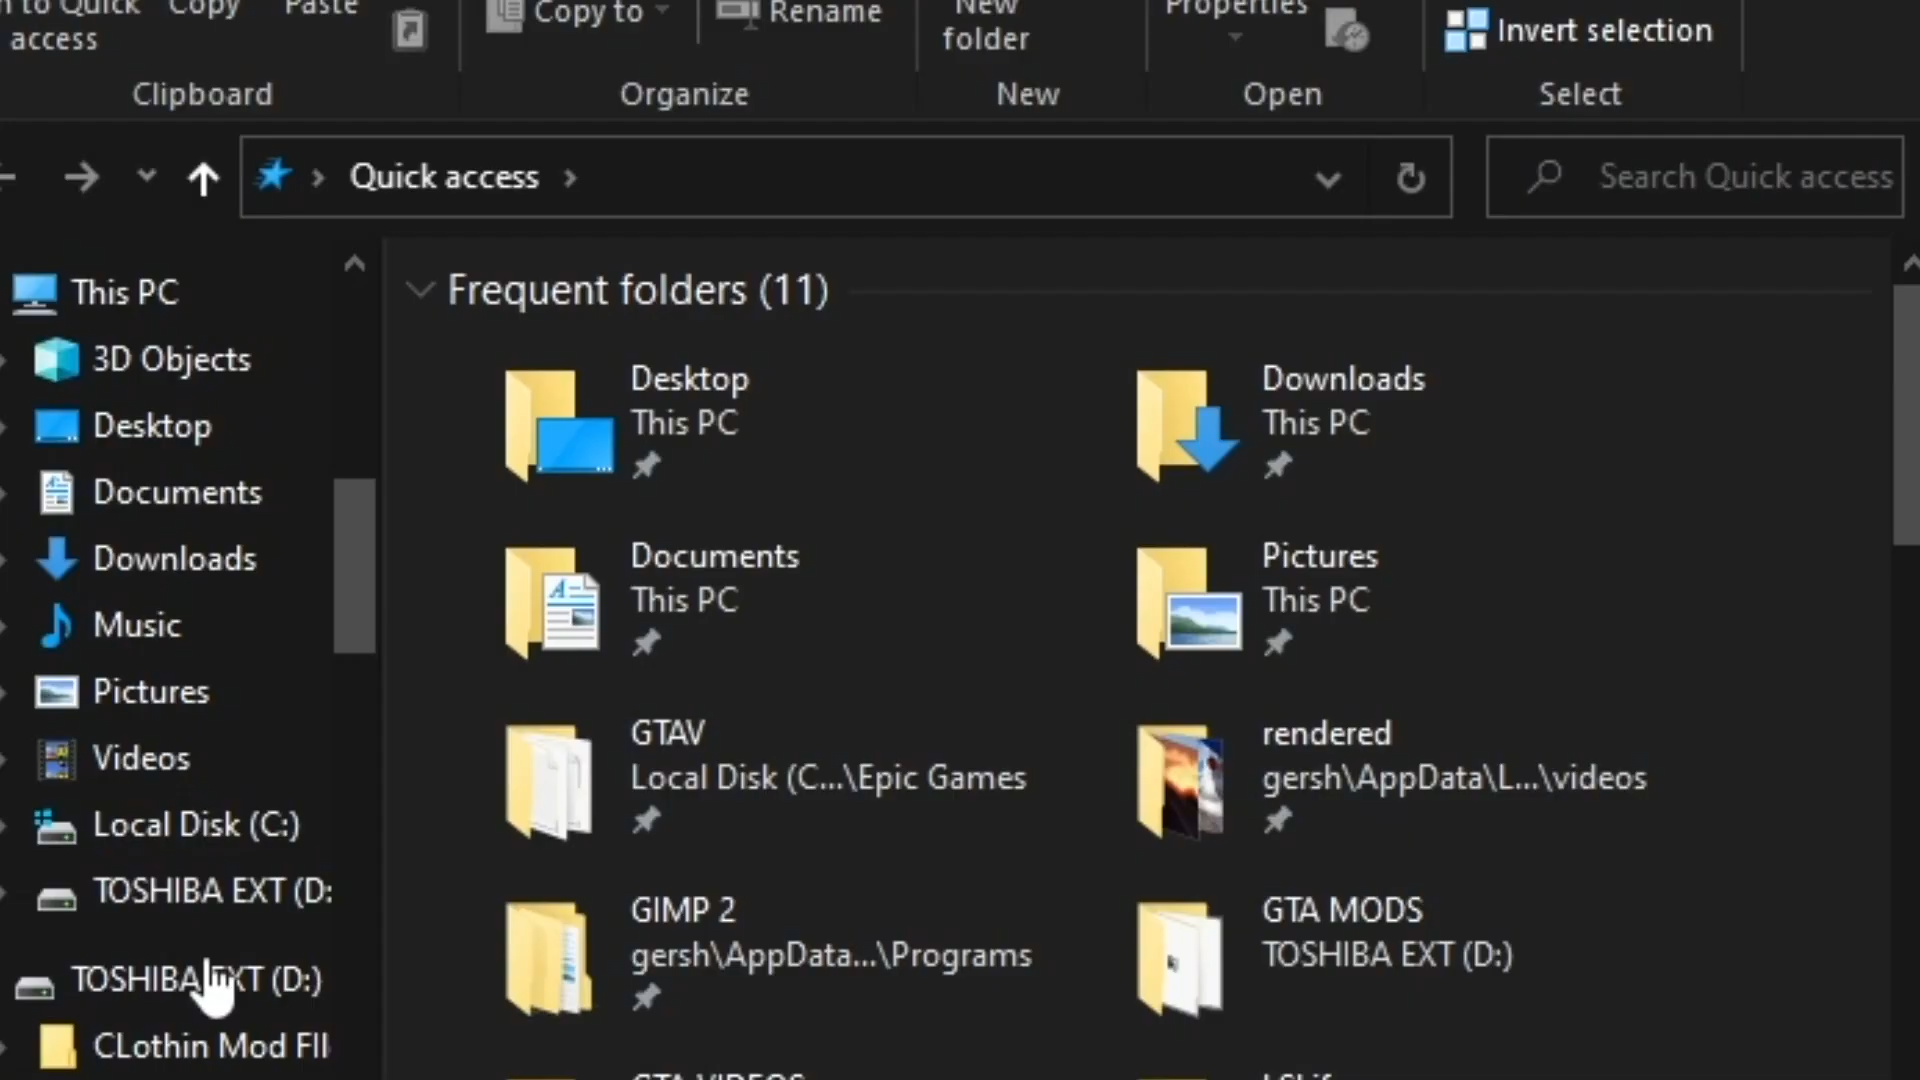 to Quick
access
Copy
Paste
Copy to
Rename
New
folder
Properties
Invert selection
Clipboard
Organize
New
Open
Select
Quick access
Search Quick access
This PC
3D Objects
Desktop
Documents
Downloads
Music
Pictures
Videos
Local Disk (C:)
TOSHIBA EXT (D:
TOSHIBA EXT (D:)
CLothin Mod FIl
Frequent folders (11)
Desktop
This PC
Downloads
This PC
Documents
This PC
Pictures
This PC
GTAV
Local Disk (C...\Epic Games
rendered
gersh\AppData\L...\videos
GIMP 2
gersh\AppData...\Programs
GTA MODS
TOSHIBA EXT (D:)
GTA VIDEOS